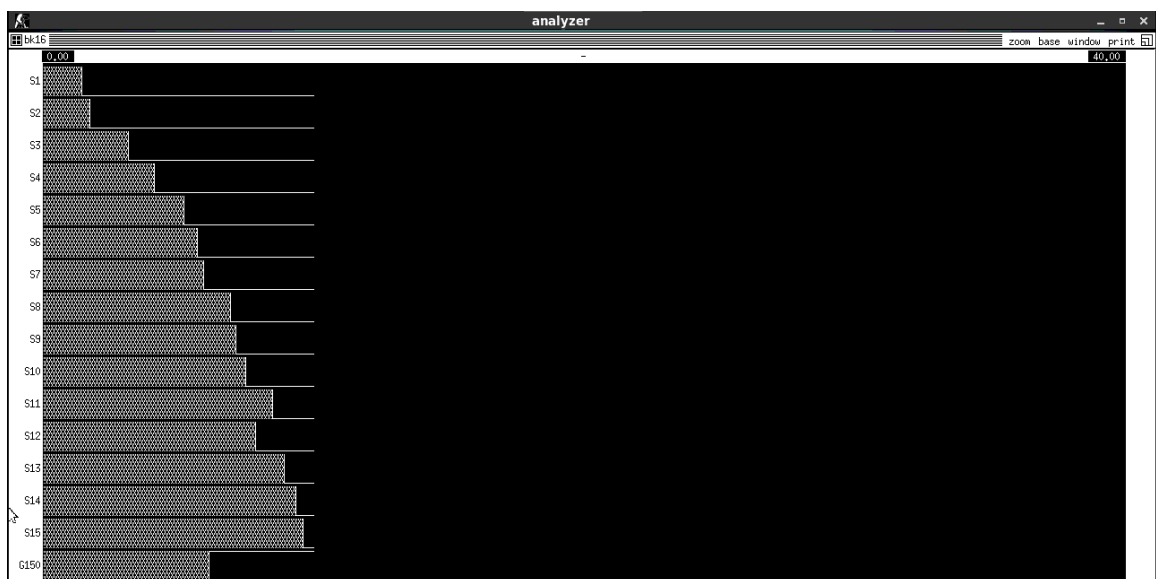 analyzer
bk16 zoom base window print
0.00 - 40.00
S1
S2
S3
S4
S5
S6
S7
S8
S9
S10
S11
S12
S13
S14
S15
G150